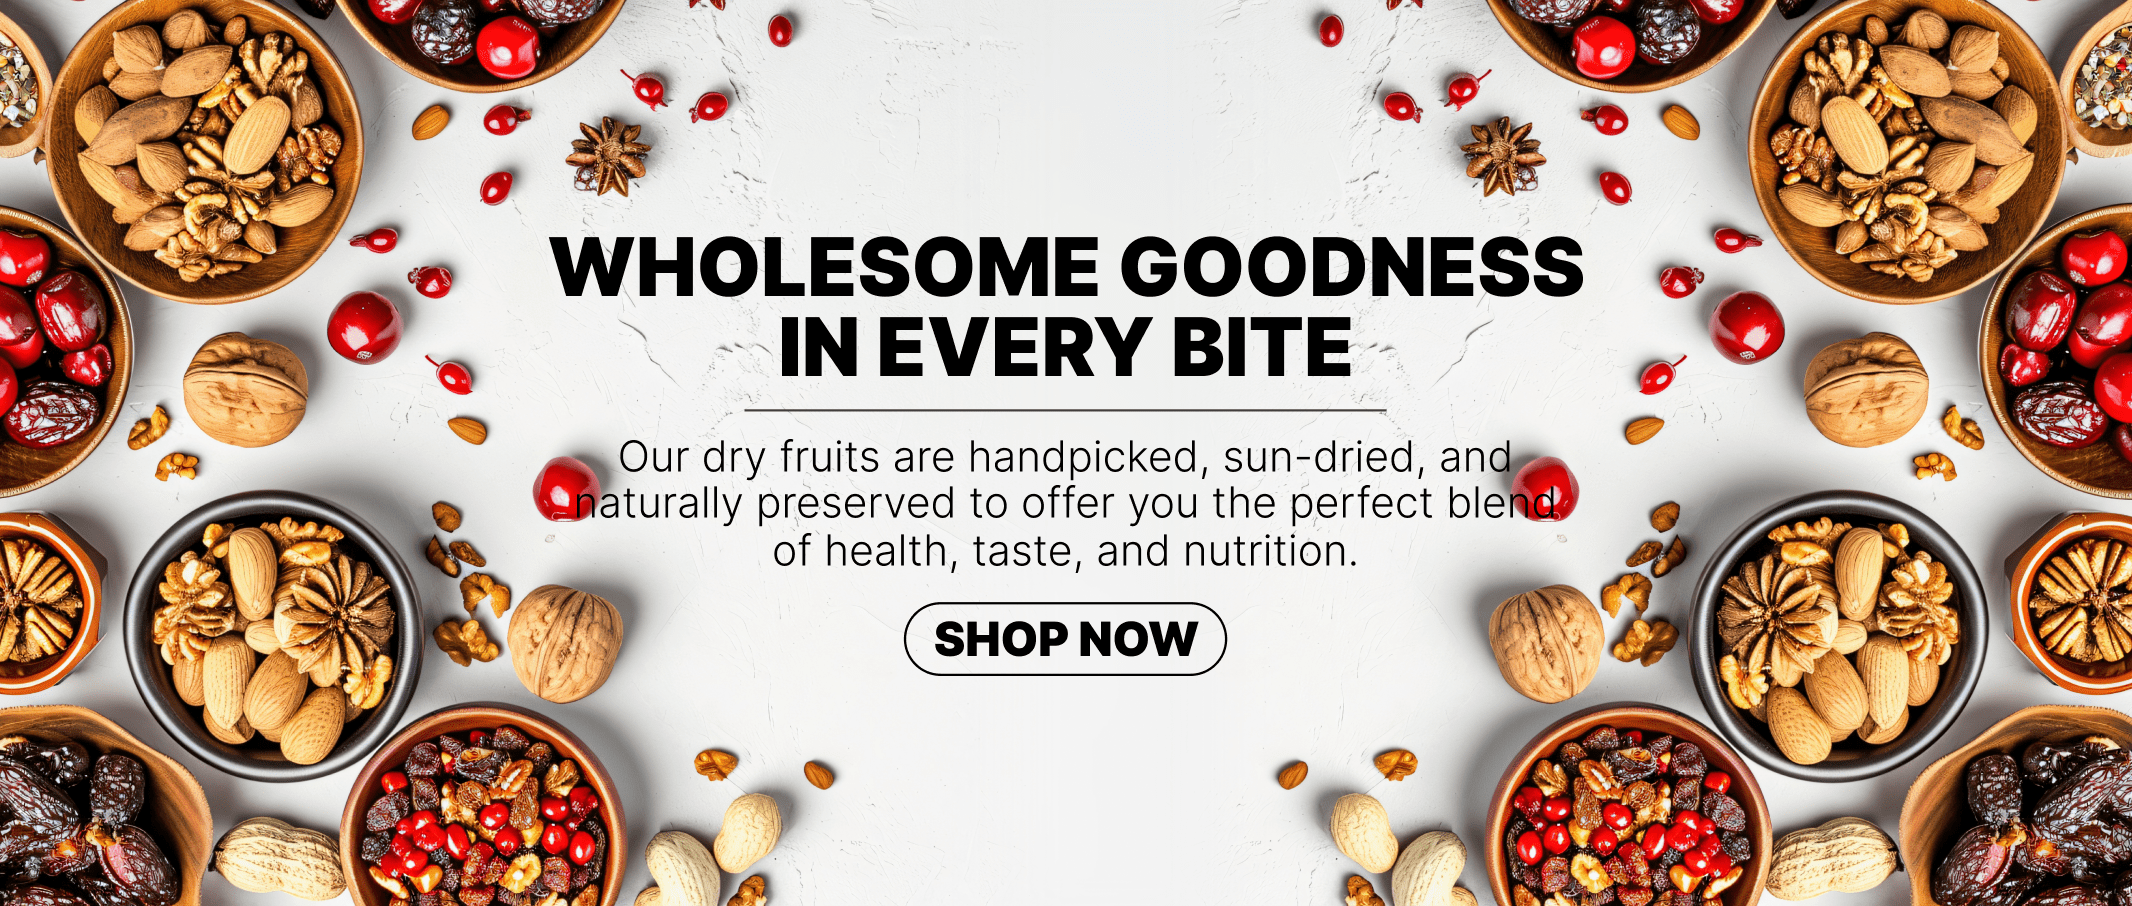 WHOLESOME GOODNESS
IN EVERY BITE
Our dry fruits are handpicked, sun-dried, and
naturally preserved to offer you the perfect blend
of health, taste, and nutrition.
SHOP NOW